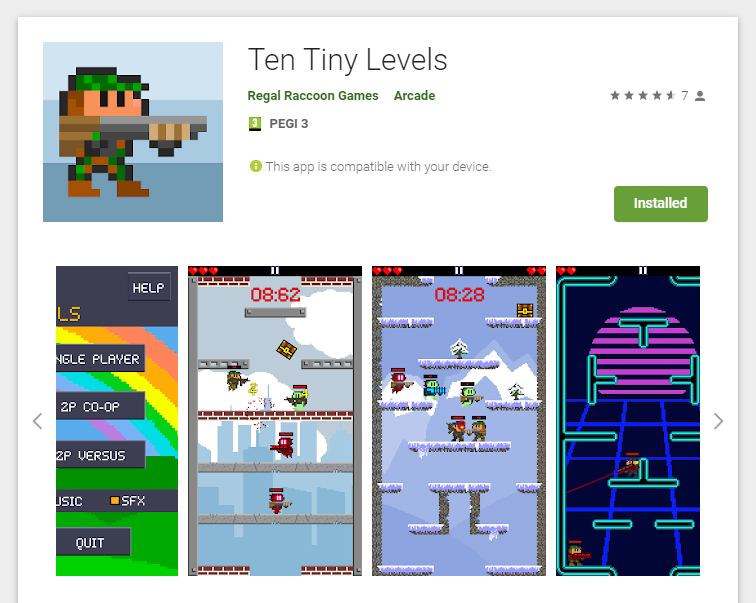 Ten Tiny Levels
Regal Raccoon Games Arcade
7
3 PEGI 3
This app is compatible with your device.
Installed
HELP
LS
NGLE PLAYER
2P CO-OP
2P VERSUS
USIC SFX
QUIT
08:62
08:28